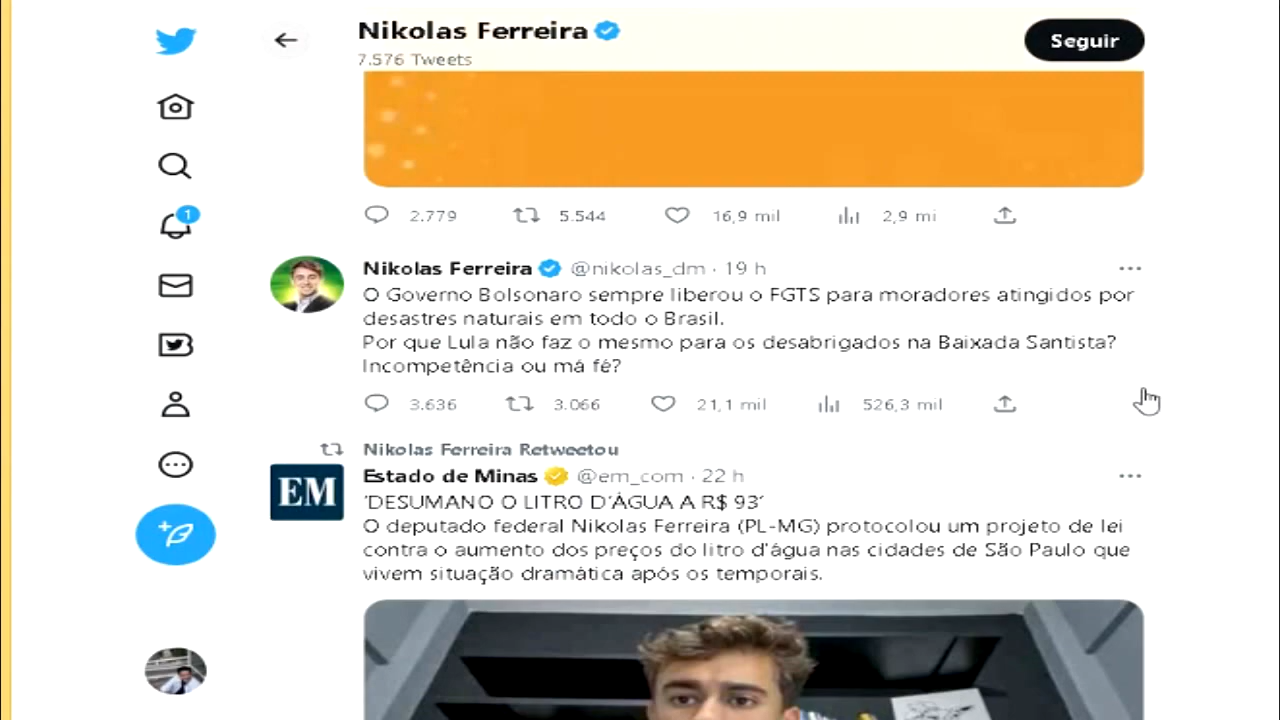 Nikolas Ferreira
7.576 Tweets
Seguir
1
2.779 5.544 16,9 mil 2,9 mi
Nikolas Ferreira @nikolas_dm · 19 h
O Governo Bolsonaro sempre liberou o FGTS para moradores atingidos por
desastres naturais em todo o Brasil.
Por que Lula não faz o mesmo para os desabrigados na Baixada Santista?
Incompetência ou má fé?
3.636 3.066 21,1 mil 526,3 mil
Nikolas Ferreira Retweetou
EM
Estado de Minas @em_com · 22 h
'DESUMANO O LITRO D'ÁGUA A R$ 93'
O deputado federal Nikolas Ferreira (PL-MG) protocolou um projeto de lei
contra o aumento dos preços do litro d'água nas cidades de São Paulo que
vivem situação dramática após os temporais.